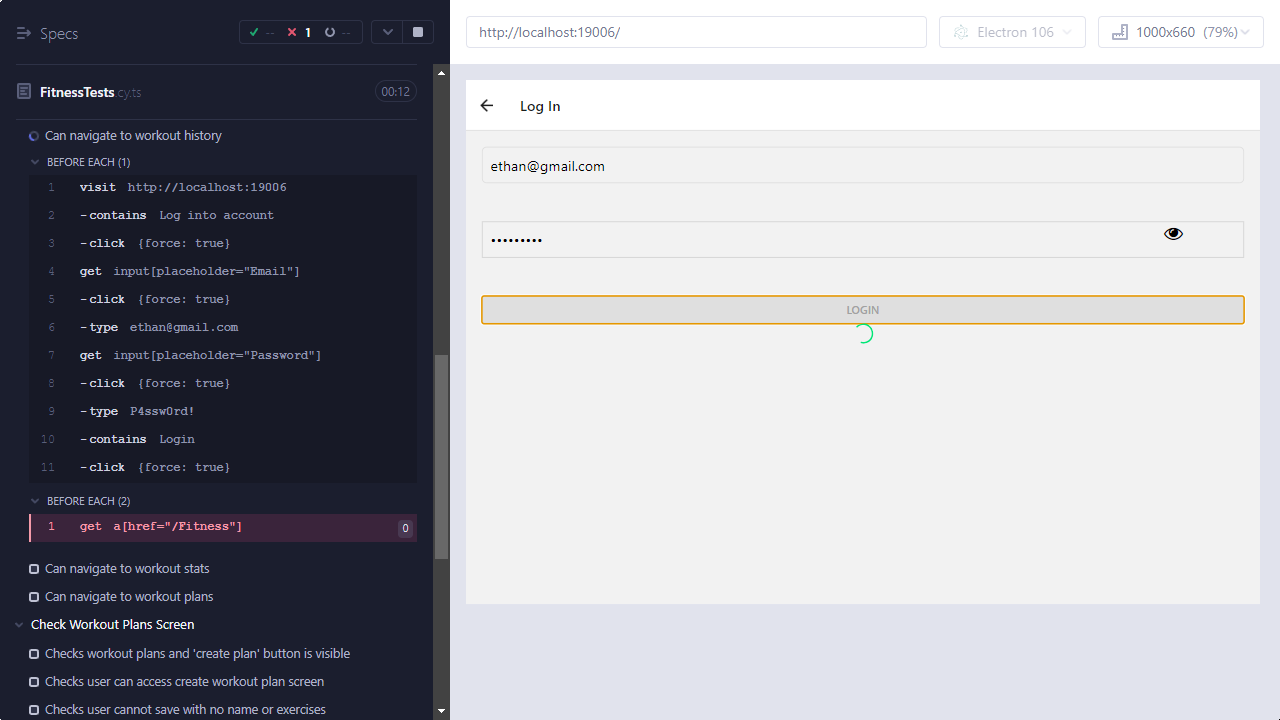 Specs
-- 1 --
FitnessTests.cy.ts 00:12
Can navigate to workout history
BEFORE EACH (1)
1 visit http://localhost:19006
2 -contains Log into account
3 -click {force: true}
4 get input[placeholder="Email"]
5 -click {force: true}
6 -type ethan@gmail.com
7 get input[placeholder="Password"]
8 -click {force: true}
9 -type P4ssw0rd!
10 -contains Login
11 -click {force: true}
BEFORE EACH (2)
1 get a[href="/Fitness"] 0
Can navigate to workout stats
Can navigate to workout plans
Check Workout Plans Screen
Checks workout plans and 'create plan' button is visible
Checks user can access create workout plan screen
Checks user cannot save with no name or exercises
http://localhost:19006/
Electron 106
1000x660 (79%)
Log In
ethan@gmail.com
•••••••••
LOGIN